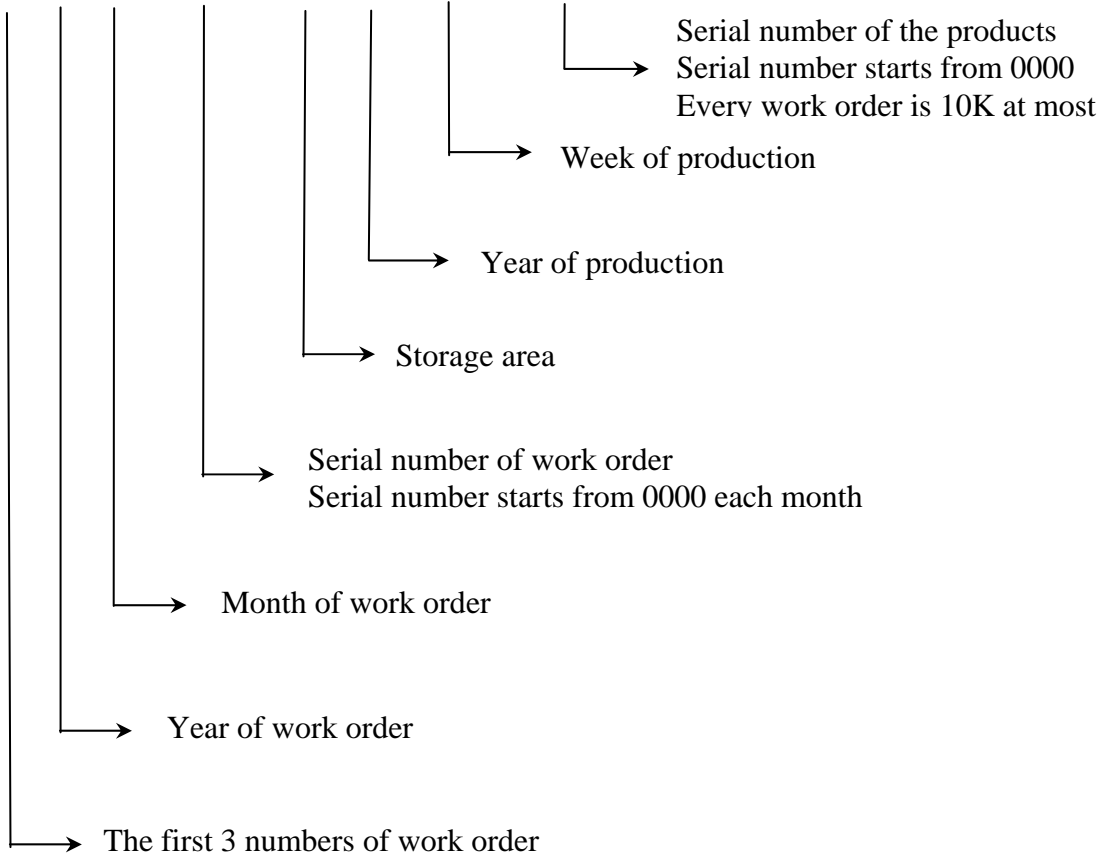 Serial number of the products
Serial number starts from 0000
Every work order is 10K at most
Week of production
Year of production
Storage area
Serial number of work order
Serial number starts from 0000 each month
Month of work order
Year of work order
The first 3 numbers of work order